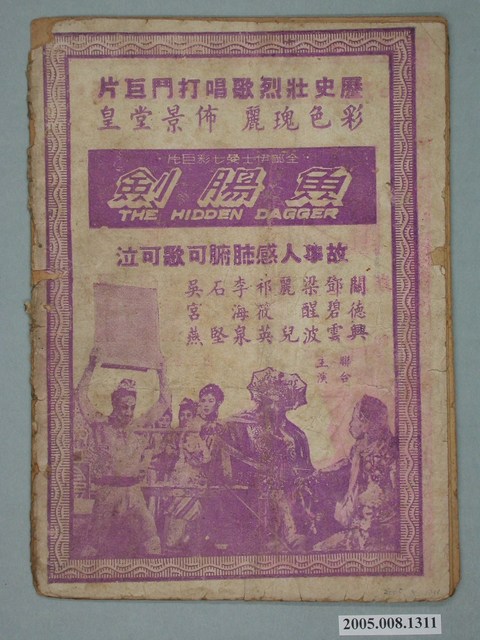 歷史壯烈歌唱打鬥巨片
彩色瑰麗 佈景堂皇
全部伊士曼七彩巨片
魚腸劍
THE HIDDEN DAGGER
故事人感肺腑可歌可泣
關德興
鄧碧雲
梁醒波
麗兒
祁筱英
李海泉
石堅
吳宮燕
聯合
王演
2005.008.1311